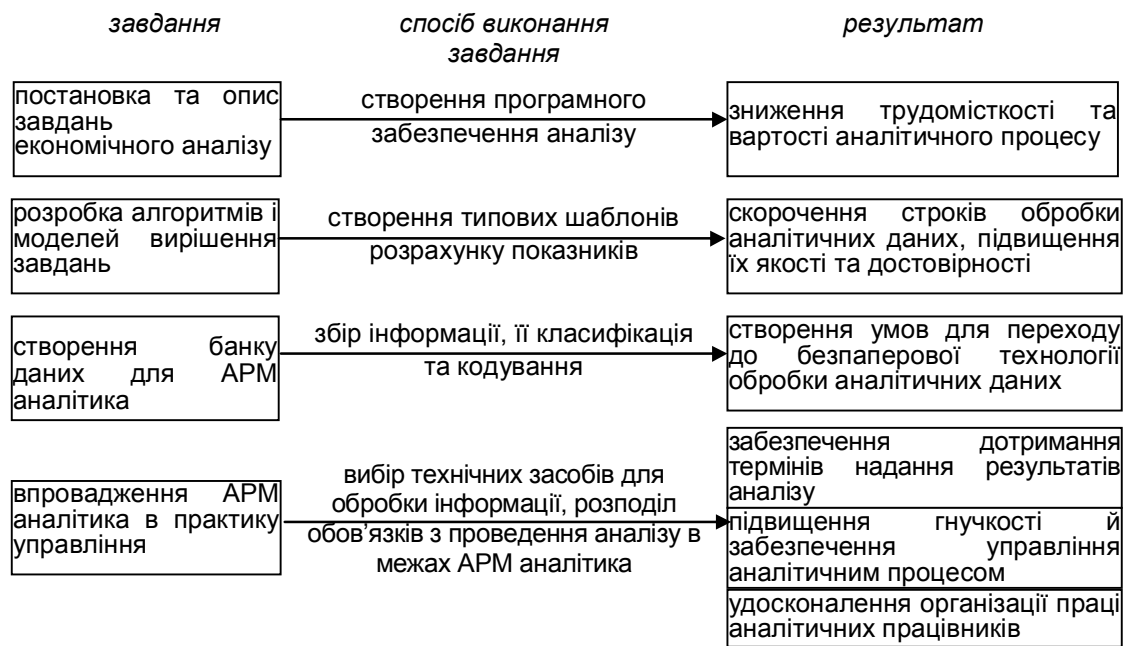 завдання
спосіб виконання
завдання
результат
постановка та опис
завдань
економічного аналізу
створення програмного
забезпечення аналізу
зниження трудомісткості та
вартості аналітичного процесу
розробка алгоритмів і
моделей вирішення
завдань
створення типових шаблонів
розрахунку показників
скорочення строків обробки
аналітичних даних, підвищення
їх якості та достовірності
створення банку
даних для АРМ
аналітика
збір інформації, її класифікація
та кодування
створення умов для переходу
до безпаперової технології
обробки аналітичних даних
впровадження АРМ
аналітика в практику
управління
вибір технічних засобів для
обробки інформації, розподіл
обов’язків з проведення аналізу в
межах АРМ аналітика
забезпечення дотримання
термінів надання результатів
аналізу
підвищення гнучкості й
забезпечення управління
аналітичним процесом
удосконалення організації праці
аналітичних працівників